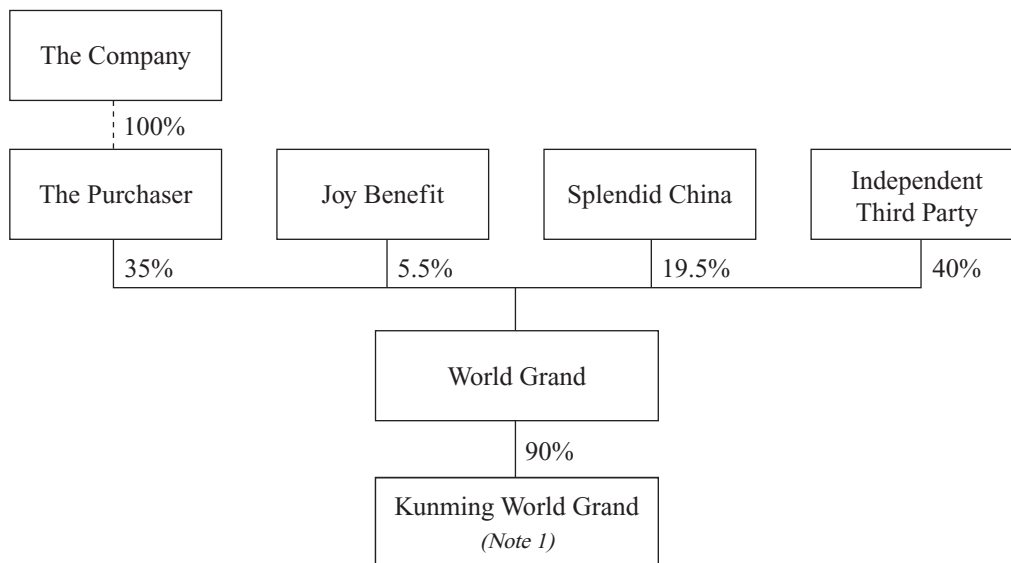 The Company
100%
The Purchaser
Joy Benefit
Splendid China
Independent
Third Party
35%
5.5%
19.5%
40%
World Grand
90%
Kunming World Grand
(Note 1)